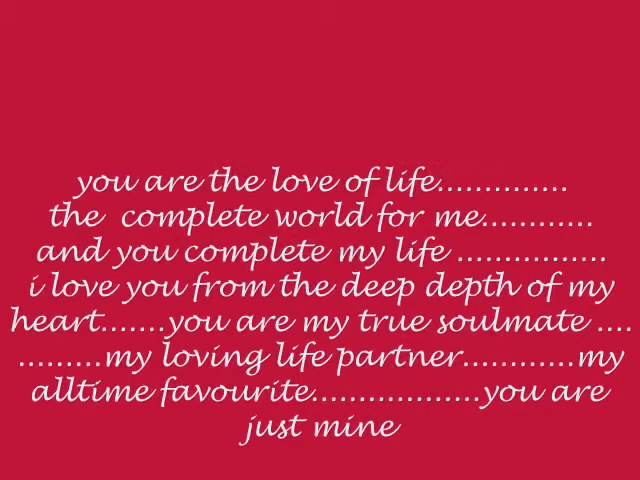 you are the love of life..............
the  complete world for me............
and you complete my life ................
i love you from the deep depth of my
heart.......you are my true soulmate ....
.........my loving life partner............my
alltime favourite..................you are
just mine